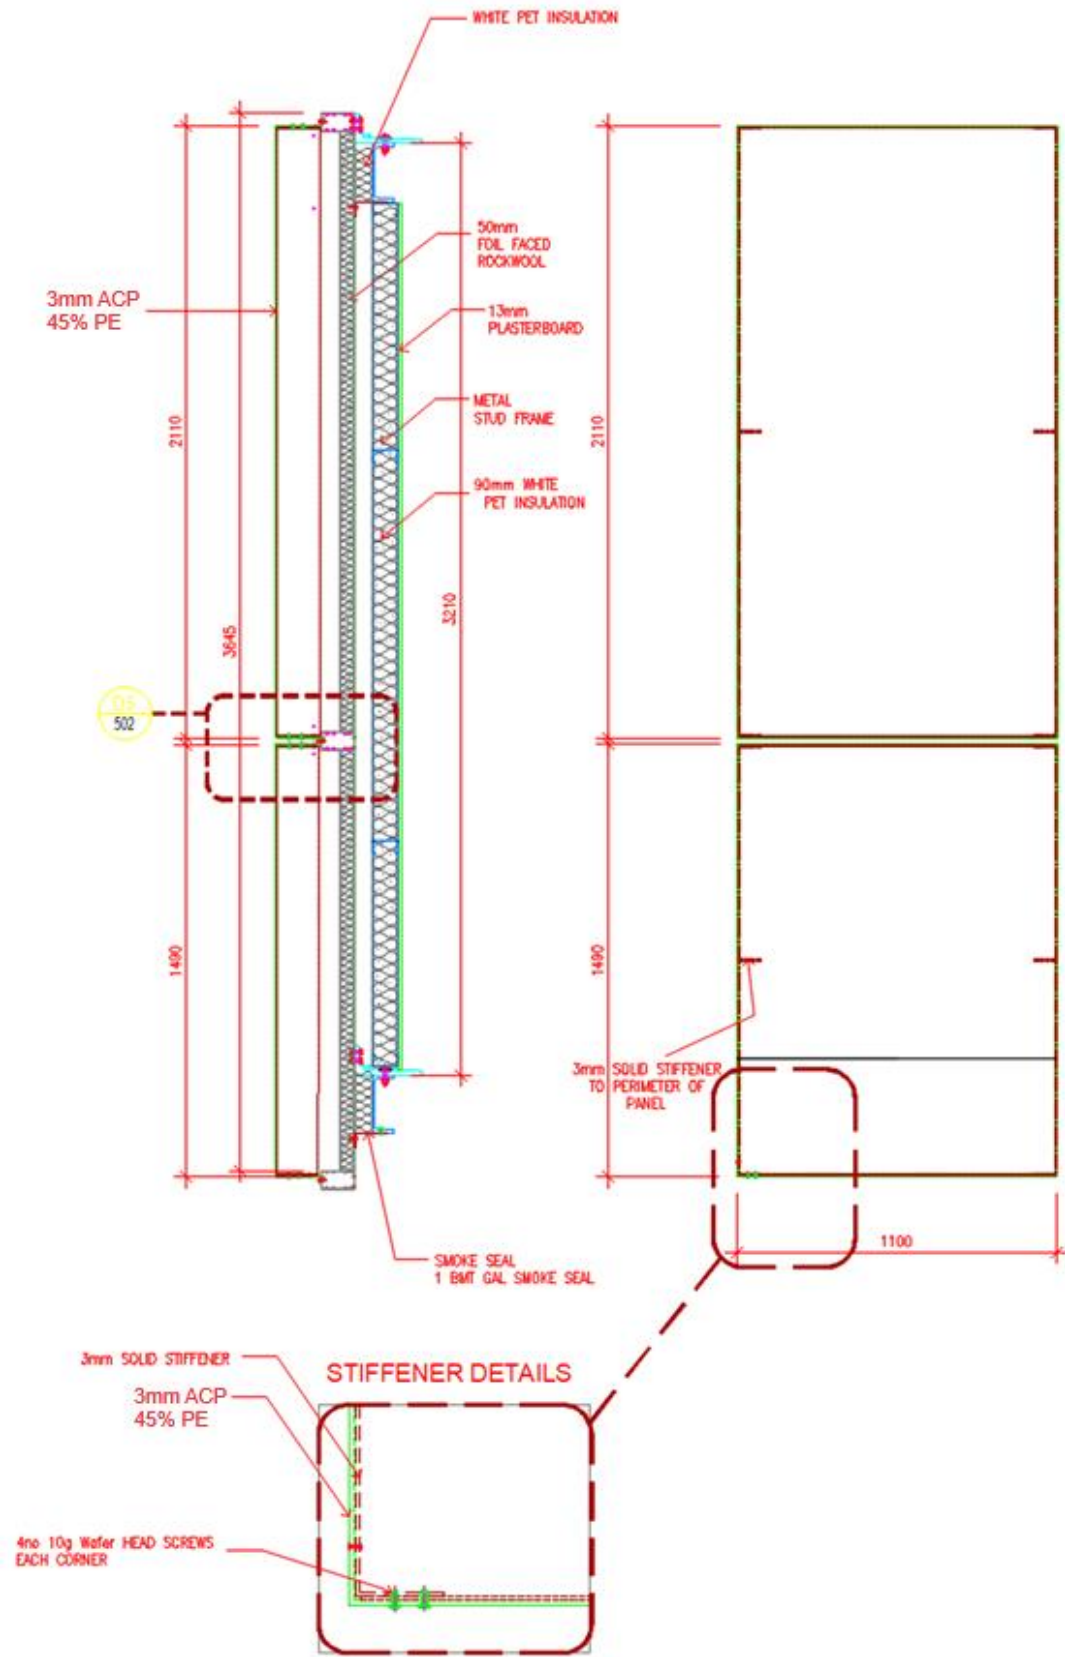 WHITE PET INSULATION
50mm
FOIL FACED
ROCKWOOL
3mm ACP
45% PE
13mm
PLASTERBOARD
METAL
STUD FRAME
2110
2110
90mm WHITE
PET INSULATION
3210
3645
502
1490
1490
3mm SOLID STIFFENER
TO PERIMETER OF
PANEL
1100
SMOKE SEAL
1 BMT GAL SMOKE SEAL
3mm SOLID STIFFENER
STIFFENER DETAILS
3mm ACP
45% PE
4no 10g Wafer HEAD SCREWS
EACH CORNER